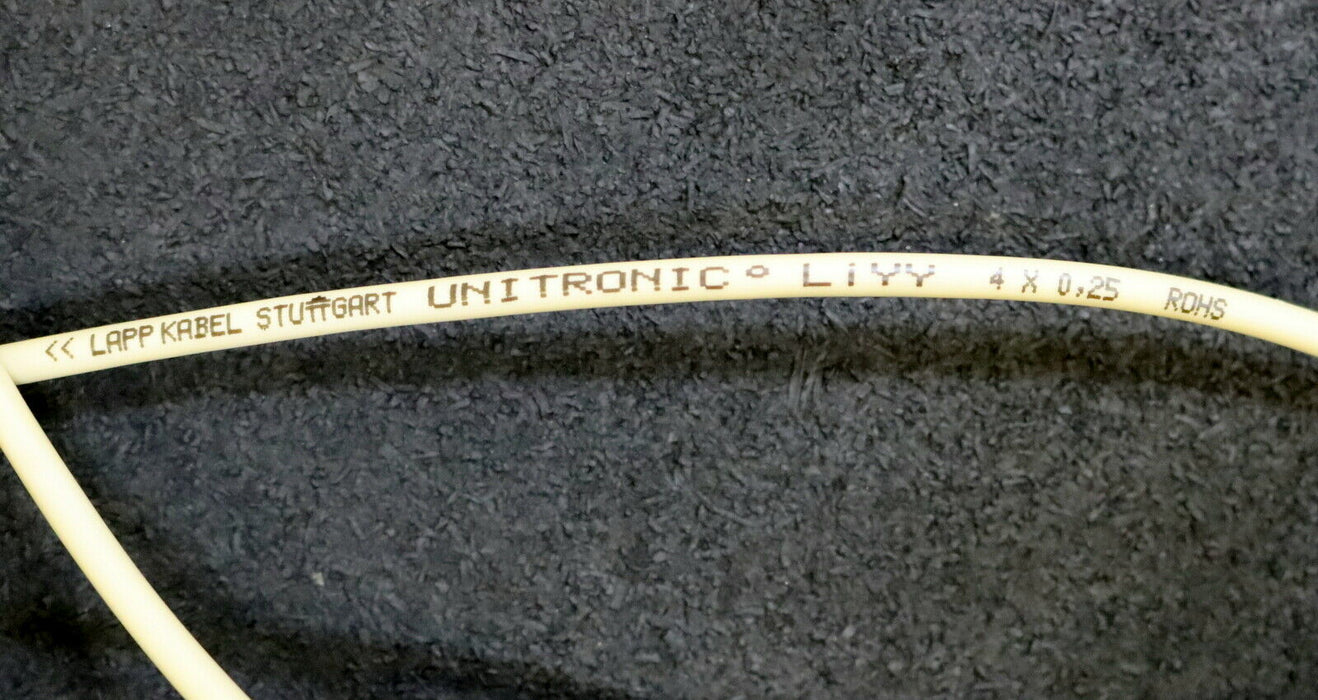 << LAPP KABEL STUTTGART UNITRONIC® LiYY 4 X 0,25 ROHS